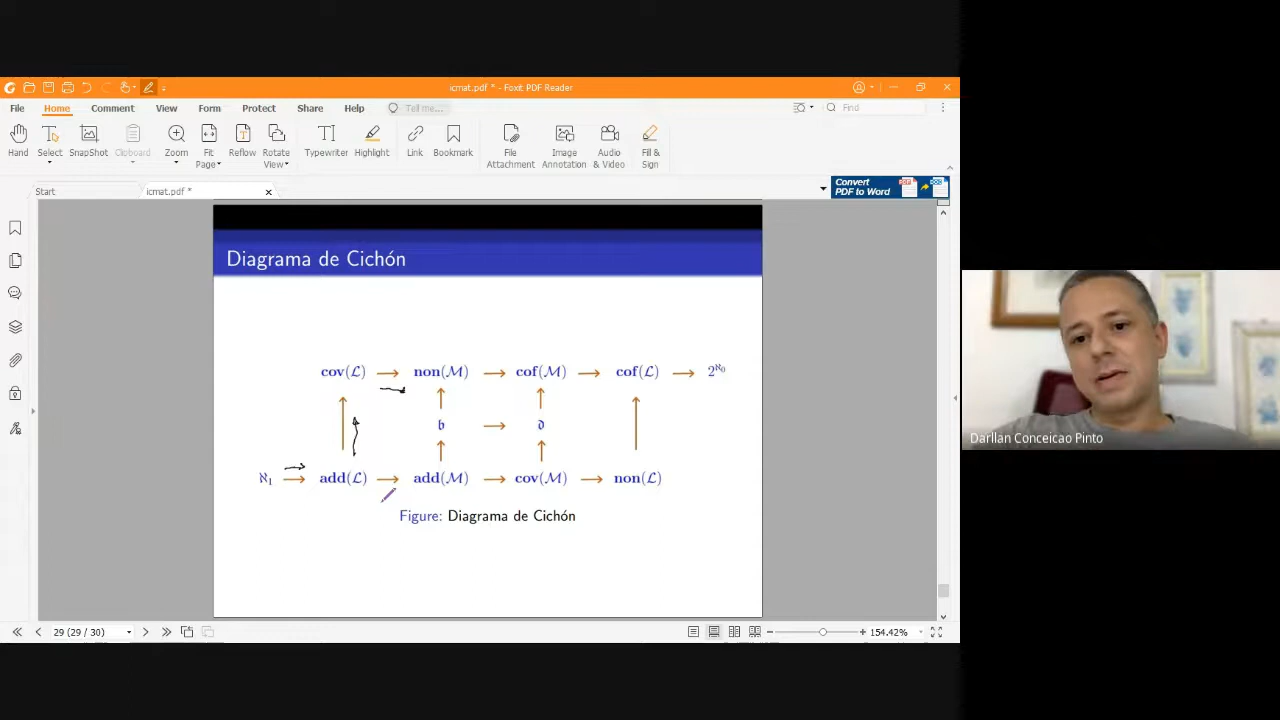 icmat.pdf * - Foxit PDF Reader
File Home Comment View Form Protect Share Help Tell me... Find
Hand Select SnapShot Clipboard Zoom Fit Page Reflow Rotate View Typewriter Highlight Link Bookmark File Attachment Image Annotation Audio & Video Fill & Sign
Start icmat.pdf *
Convert PDF to Word
Diagrama de Cichón
cov(ℒ) → non(ℳ) → cof(ℳ) → cof(ℒ) → 2^ℵ₀
𝔟 → 𝔡
ℵ₁ → add(ℒ) → add(ℳ) → cov(ℳ) → non(ℒ)
Figure: Diagrama de Cichón
Darllan Conceicao Pinto
29 (29 / 30) 154.42%